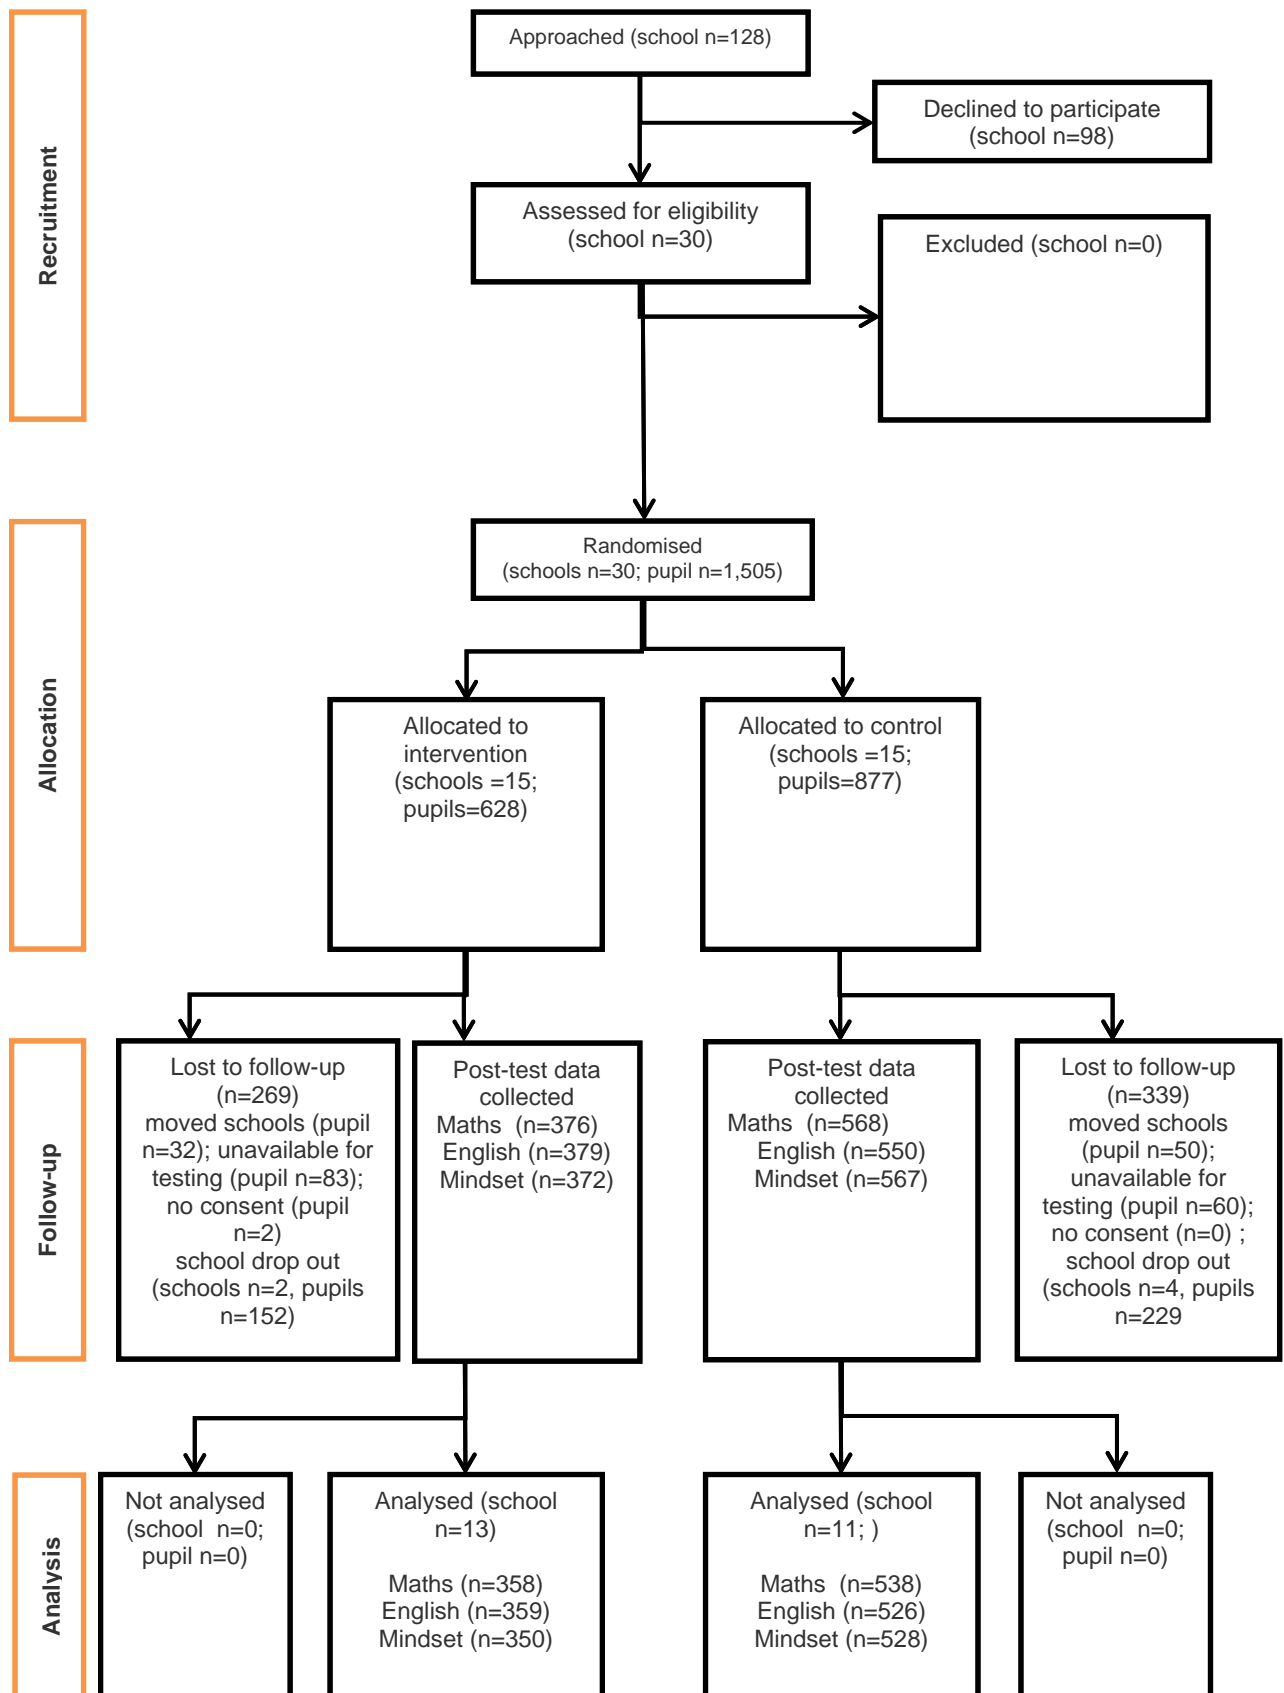 Recruitment
Approached (school n=128)
Declined to participate
(school n=98)
Assessed for eligibility
(school n=30)
Excluded (school n=0)
Allocation
Randomised
(schools n=30; pupil n=1,505)
Allocated to
intervention
(schools =15;
pupils=628)
Allocated to control
(schools =15;
pupils=877)
Follow-up
Lost to follow-up
(n=269)
moved schools (pupil
n=32); unavailable for
testing (pupil n=83);
no consent (pupil
n=2)
school drop out
(schools n=2, pupils
n=152)
Post-test data
collected
Maths  (n=376)
English (n=379)
Mindset (n=372)
Post-test data
collected
Maths  (n=568)
English (n=550)
Mindset (n=567)
Lost to follow-up
(n=339)
moved schools
(pupil n=50);
unavailable for
testing (pupil n=60);
no consent (n=0) ;
school drop out
(schools n=4, pupils
n=229
Analysis
Not analysed
(school  n=0;
pupil n=0)
Analysed (school
n=13)
Maths (n=358)
English (n=359)
Mindset (n=350)
Analysed (school
n=11; )
Maths  (n=538)
English (n=526)
Mindset (n=528)
Not analysed
(school  n=0;
pupil n=0)